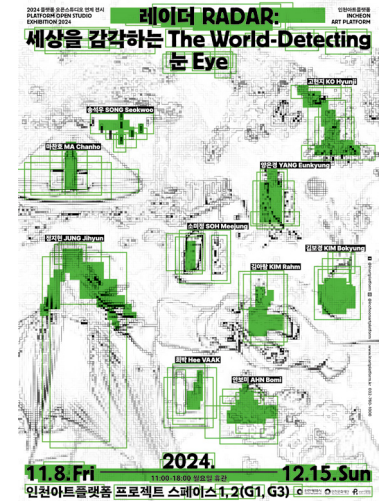 2024 플랫폼 오픈스튜디오 연계 전시
PLATFORM OPEN STUDIO
EXHIBITION 2024
인천아트플랫폼
INCHEON
ART PLATFORM
레이더 RADAR:
세상을 감각하는 The World-Detecting
눈 Eye
고현지 KO Hyunji
송석우 SONG Seokwoo
마찬호 MA Chanho
양은경 YANG Eunkyung
소미정 SOH Meejung
정지현 JUNG Jihyun
김보경 KIM Bokyung
김아람 KIM Rahm
희박 Hee VAAK
안보미 AHN Bomi
2024.
11.8.Fri
11:00-18:00 월요일 휴관
12.15.Sun
인천아트플랫폼 프로젝트 스페이스 1, 2(G1, G3)